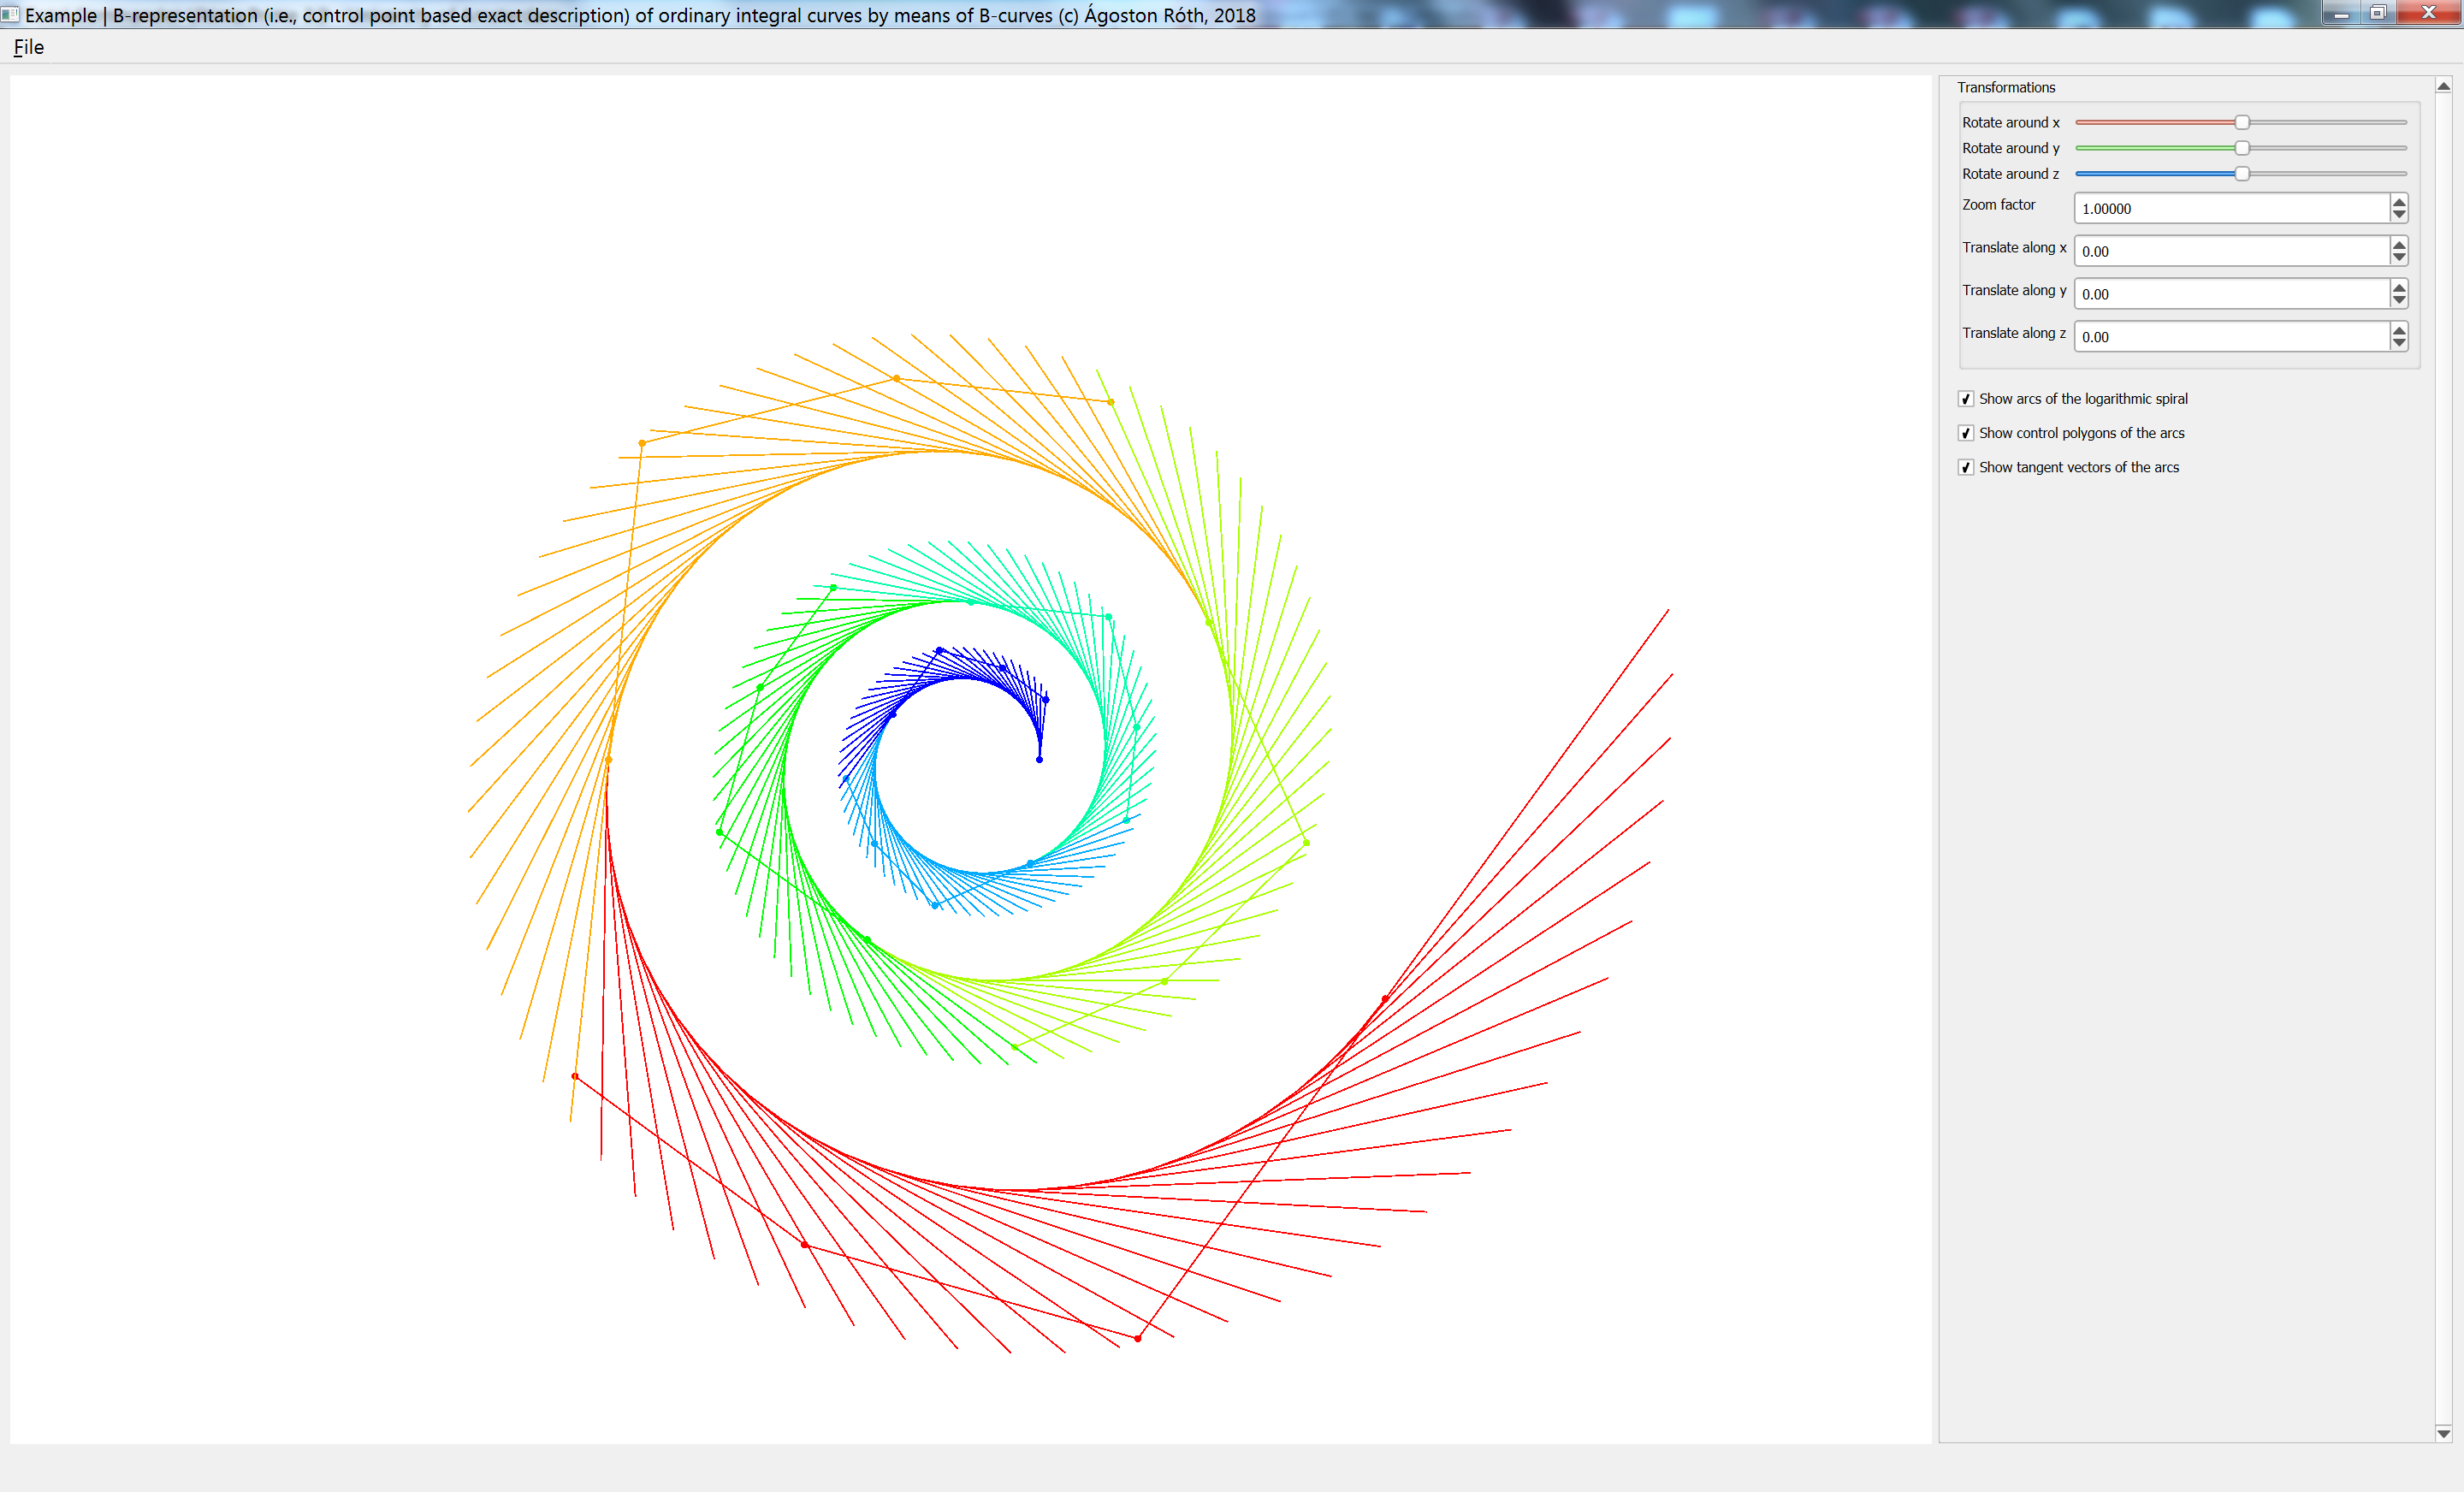 Example | B-representation (i.e., control point based exact description) of ordinary integral curves by means of B-curves (c) Ágoston Róth, 2018
File
Transformations
Rotate around x
Rotate around y
Rotate around z
Zoom factor 1.00000
Translate along x 0.00
Translate along y 0.00
Translate along z 0.00
Show arcs of the logarithmic spiral
Show control polygons of the arcs
Show tangent vectors of the arcs